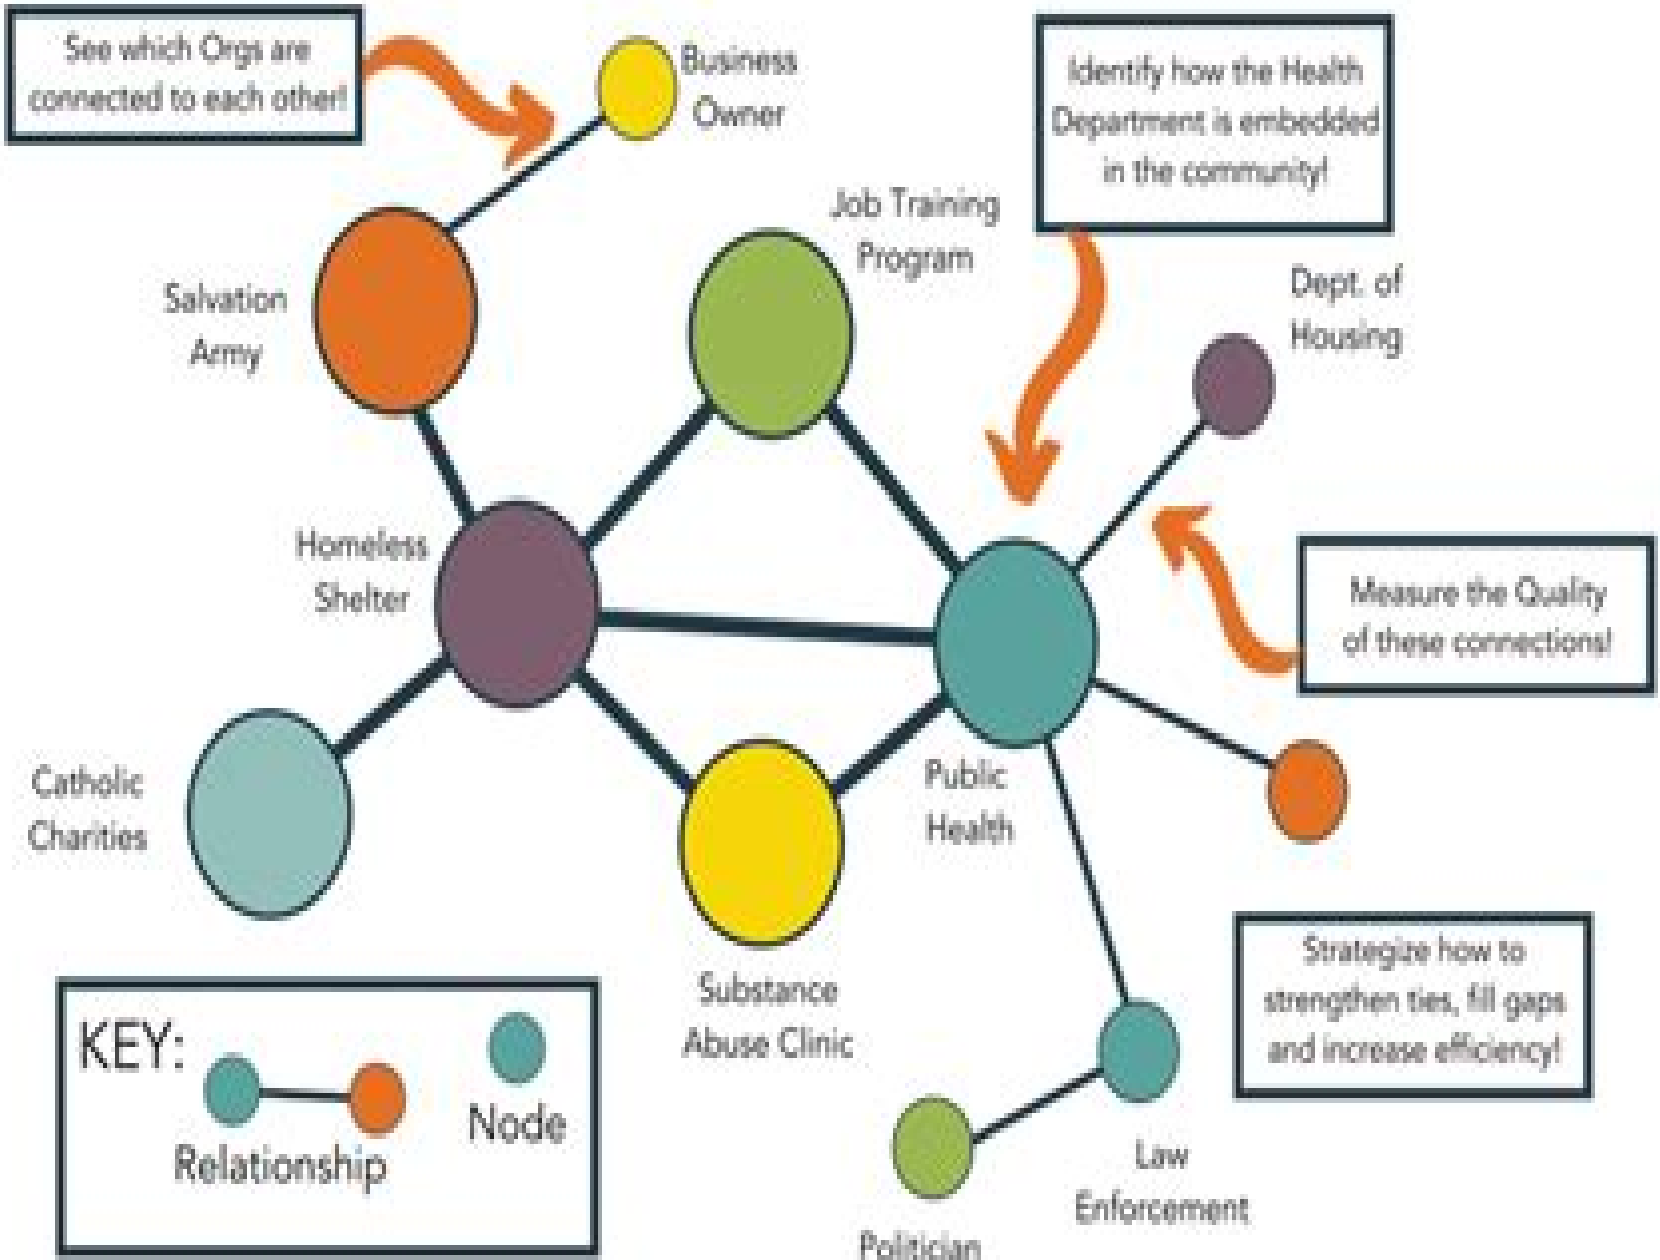 See which Orgs are
connected to each other!
Business
Owner
Identify how the Health
Department is embedded
in the community!
Job Training
Program
Salvation
Army
Dept. of
Housing
Homeless
Shelter
Measure the Quality
of these connections!
Catholic
Charities
Public
Health
Substance
Abuse Clinic
Strategize how to
strengthen ties, fill gaps
and increase efficiency!
KEY:
Relationship
Node
Law
Enforcement
Politician